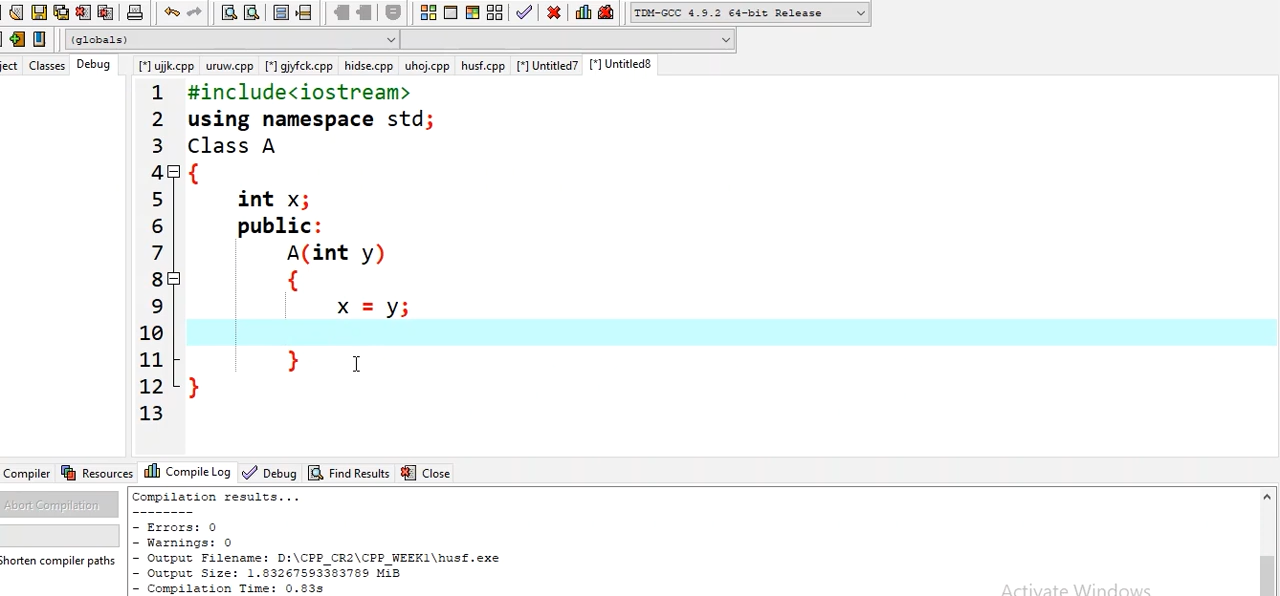 TDM-GCC 4.9.2 64-bit Release
(globals)
ject Classes Debug [*] ujjk.cpp uruw.cpp [*] gjyfck.cpp hidse.cpp uhoj.cpp husf.cpp [*] Untitled7 [*] Untitled8
1 #include<iostream>
2 using namespace std;
3 Class A
4 {
5 int x;
6 public:
7 A(int y)
8 {
9 x = y;
10
11 }
12 }
13
Compiler Resources Compile Log Debug Find Results Close
Abort Compilation
Shorten compiler paths
Compilation results...
--------
- Errors: 0
- Warnings: 0
- Output Filename: D:\CPP_CR2\CPP_WEEK1\husf.exe
- Output Size: 1.83267593383789 MiB
- Compilation Time: 0.83s
Activate Windows